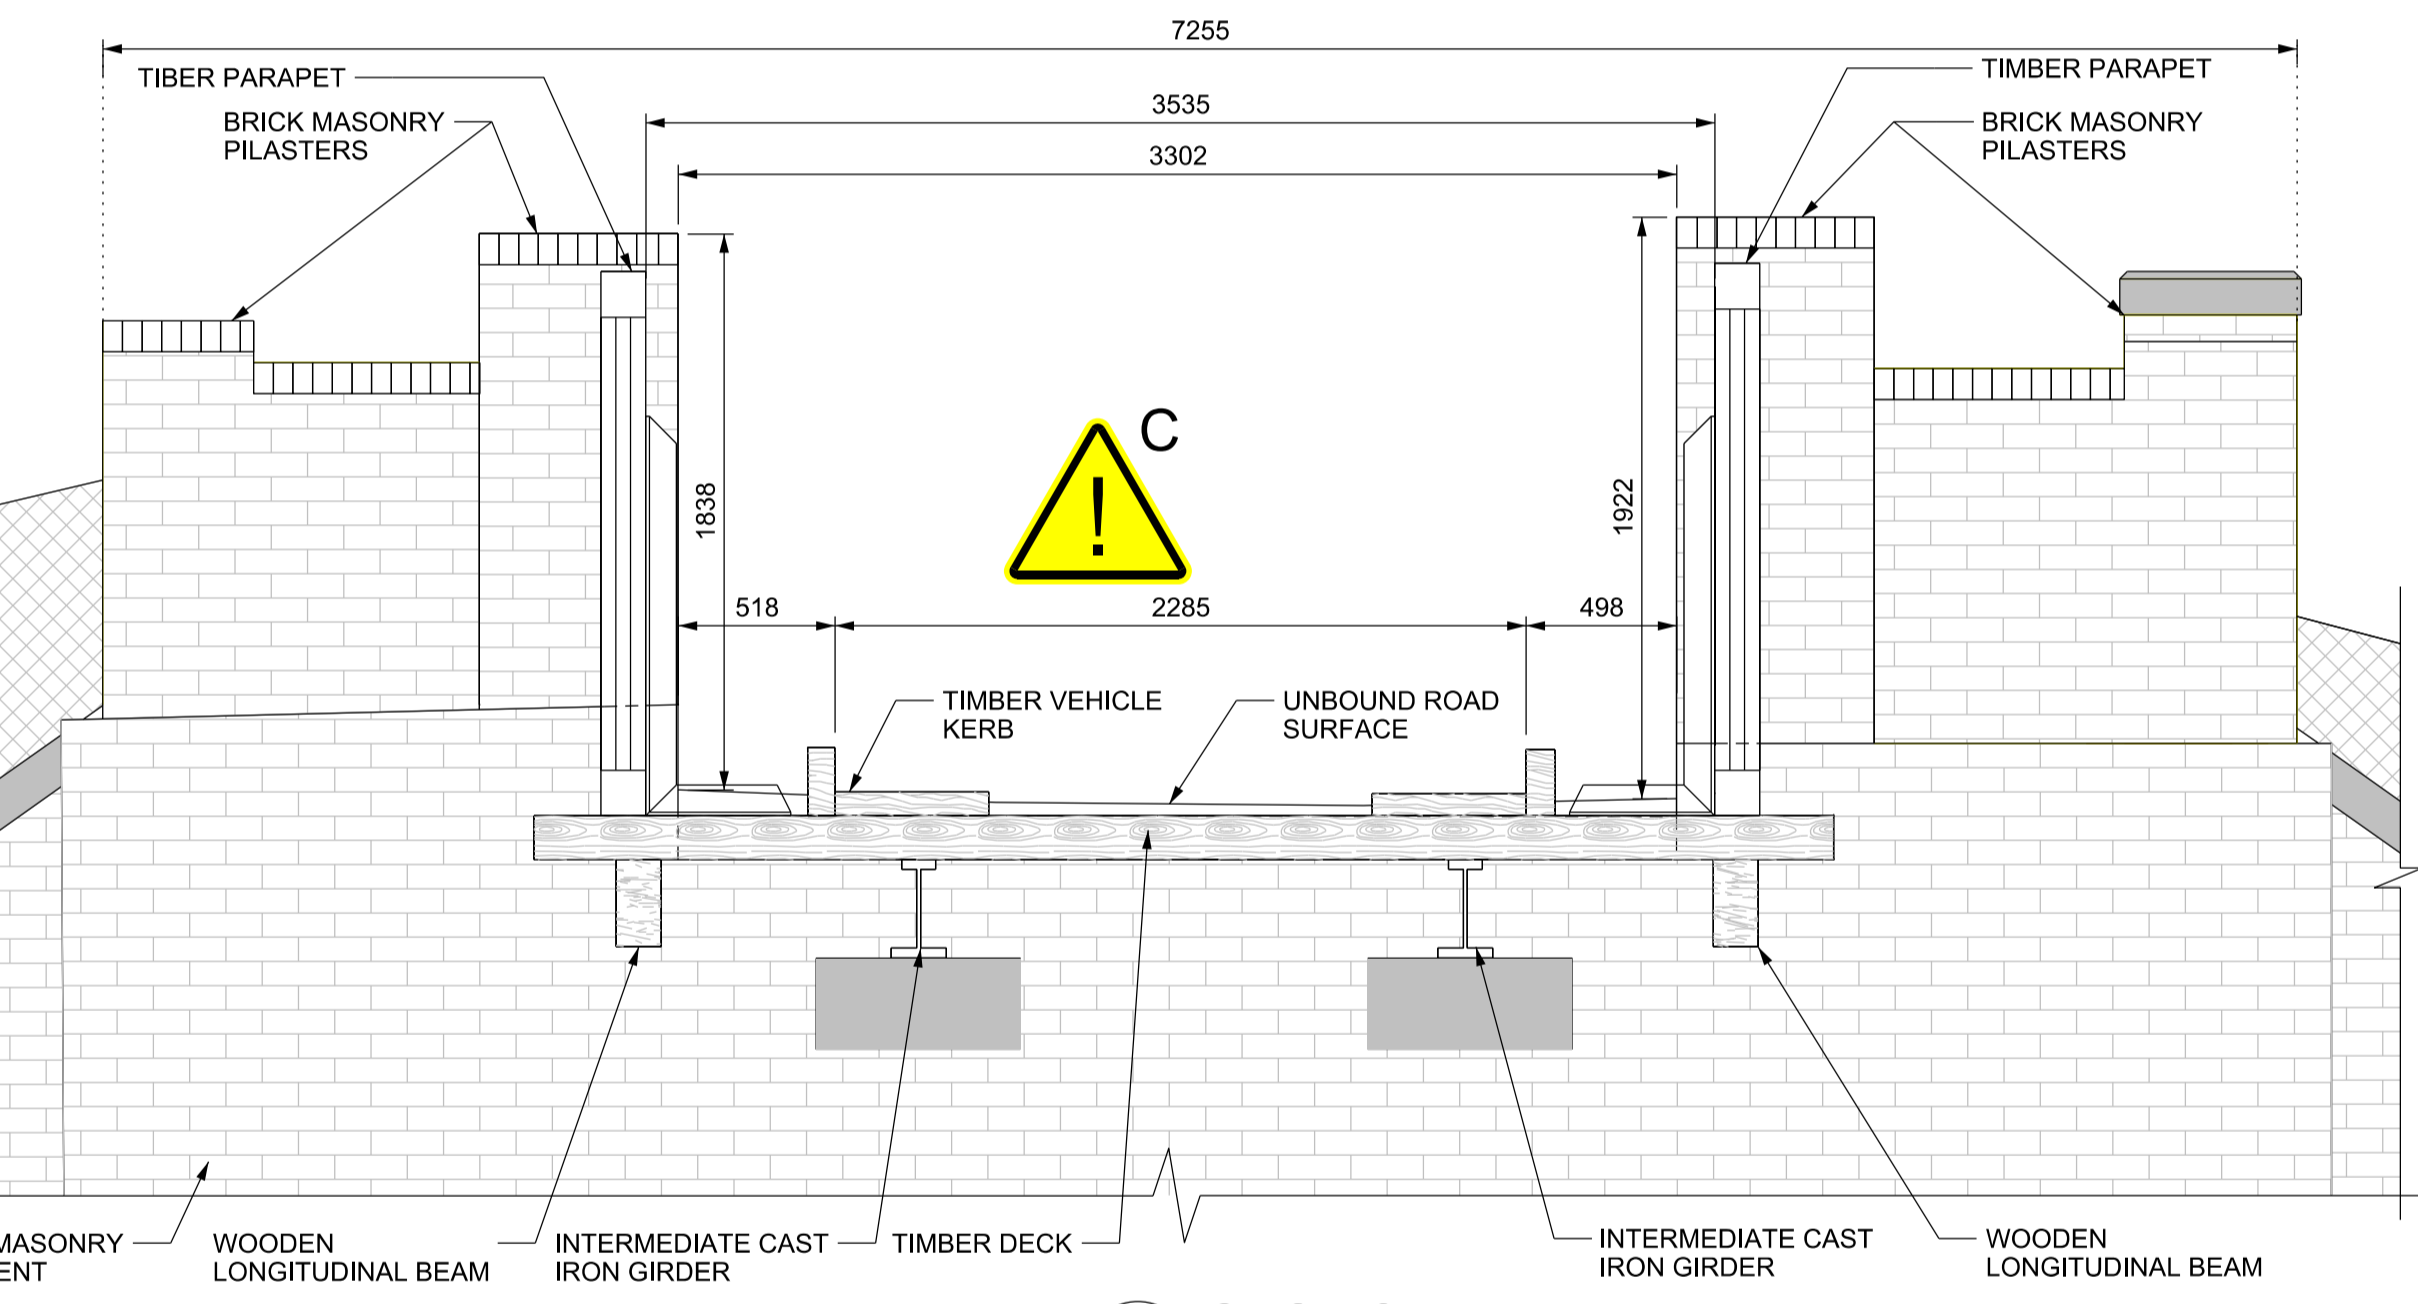 7255
TIBER PARAPET
TIMBER PARAPET
3535
BRICK MASONRY
PILASTERS
BRICK MASONRY
PILASTERS
3302
C
!
1838
1922
518
2285
498
TIMBER VEHICLE
KERB
UNBOUND ROAD
SURFACE
MASONRY
ENT
WOODEN
LONGITUDINAL BEAM
INTERMEDIATE CAST
IRON GIRDER
TIMBER DECK
INTERMEDIATE CAST
IRON GIRDER
WOODEN
LONGITUDINAL BEAM